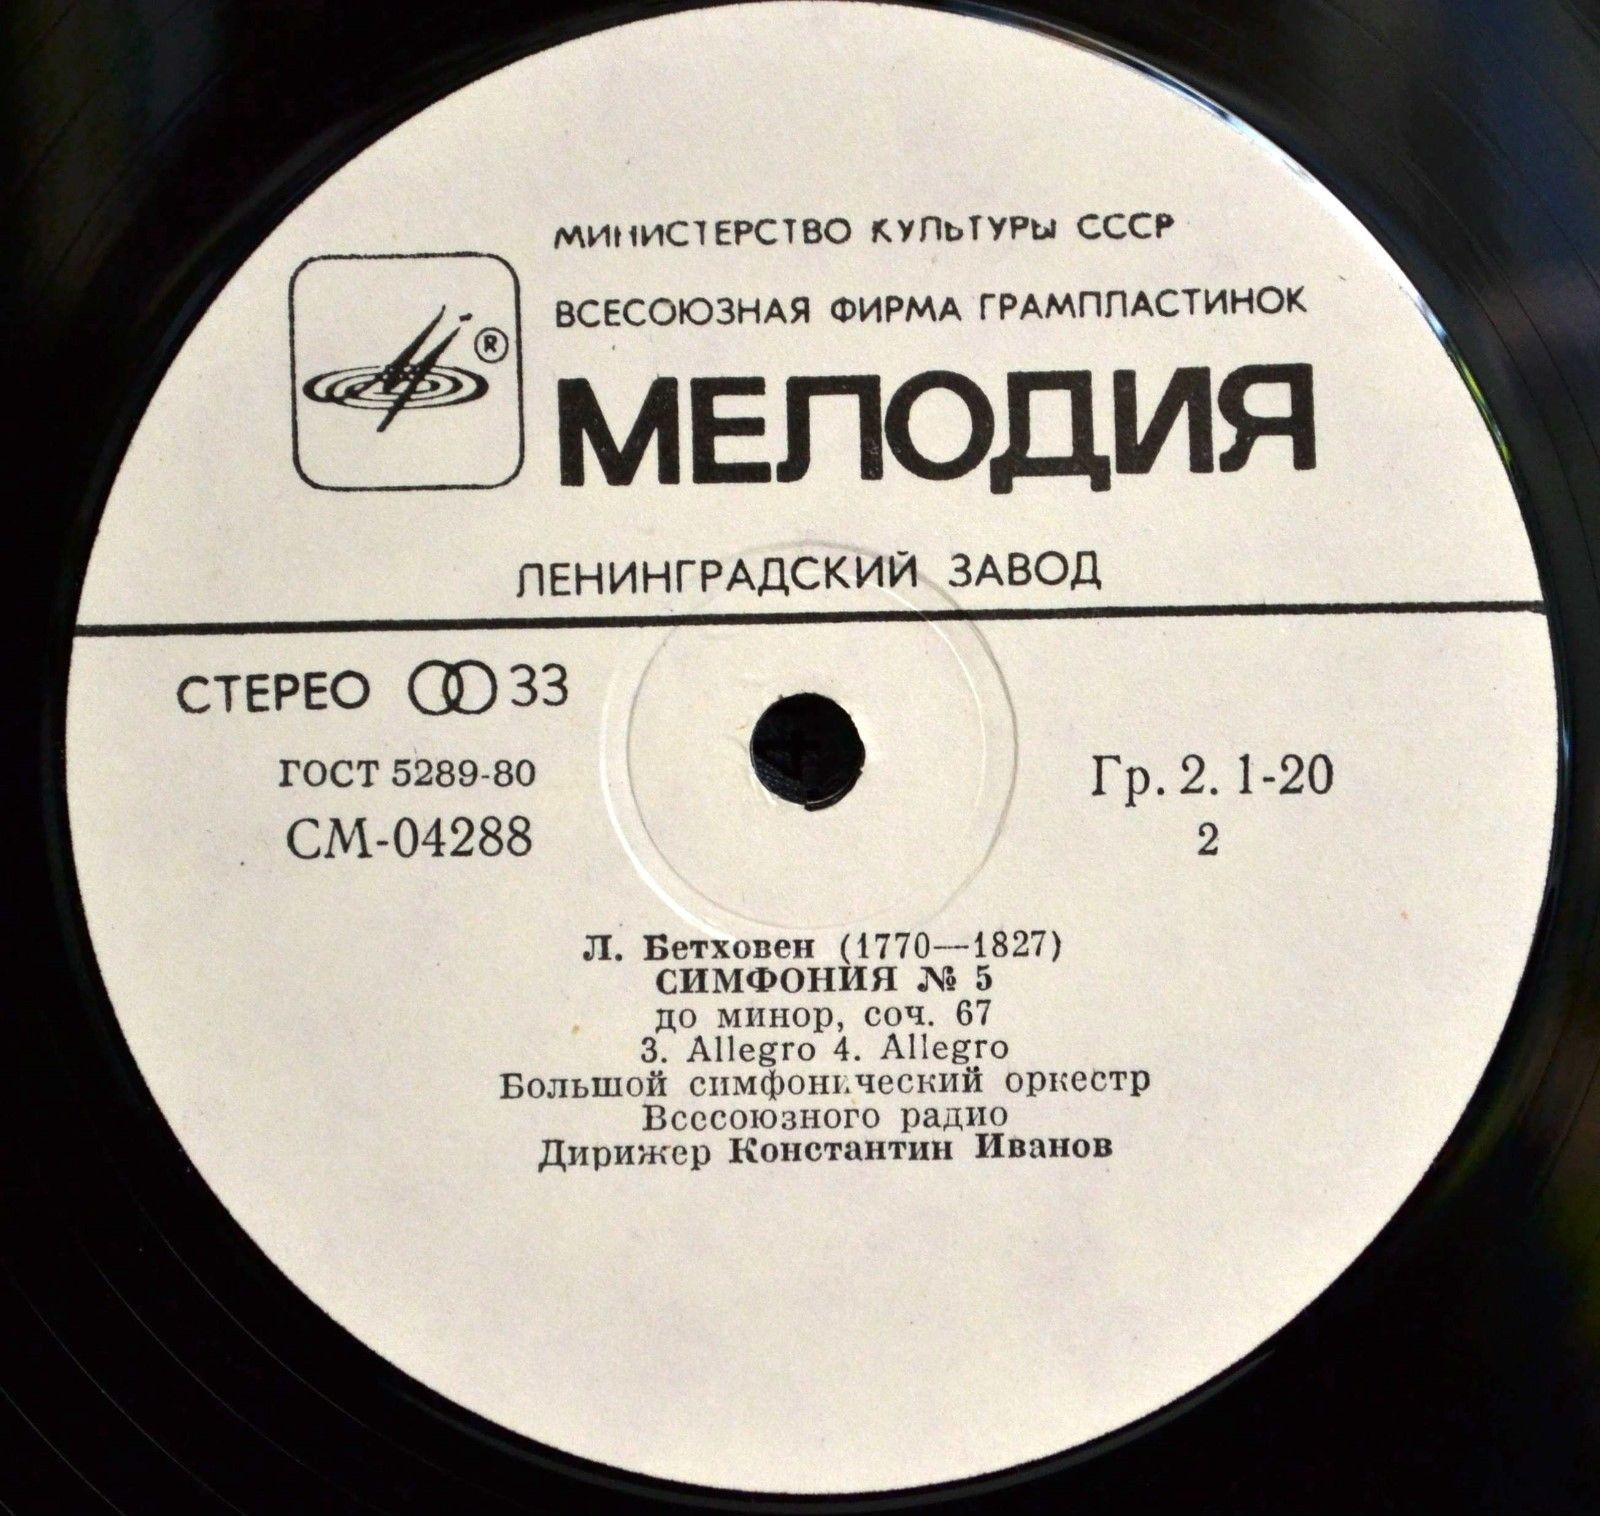 МИНИСТЕРСТВО КУЛЬТУРЫ СССР
ВСЕСОЮЗНАЯ ФИРМА ГРАМПЛАСТИНОК
®
МЕЛОДИЯ
ЛЕНИНГРАДСКИЙ ЗАВОД
СТЕРЕО 33
ГОСТ 5289-80
Гр. 2. 1-20
СМ-04288
2
Л. Бетховен (1770—1827)
СИМФОНИЯ № 5
до минор, соч. 67
3. Allegro 4. Allegro
Большой симфонический оркестр
Всесоюзного радио
Дирижер Константин Иванов